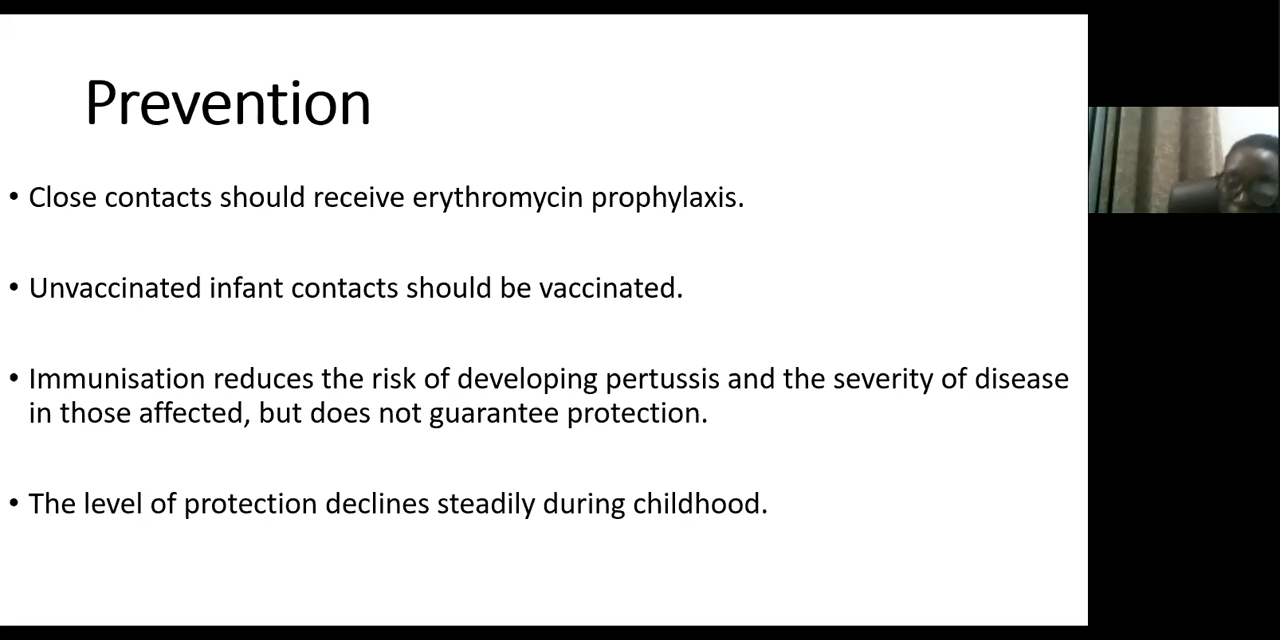 Prevention
• Close contacts should receive erythromycin prophylaxis.
• Unvaccinated infant contacts should be vaccinated.
• Immunisation reduces the risk of developing pertussis and the severity of disease
in those affected, but does not guarantee protection.
• The level of protection declines steadily during childhood.